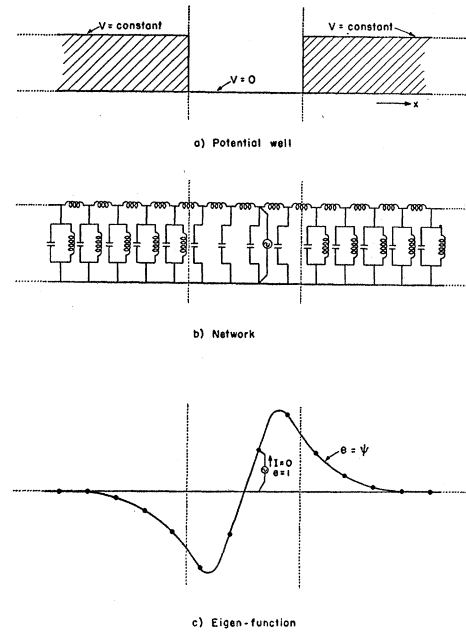 V = constant
V = constant
V = 0
x
a) Potential well
b) Network
e = ψ
I=0
e=1
c) Eigen-function